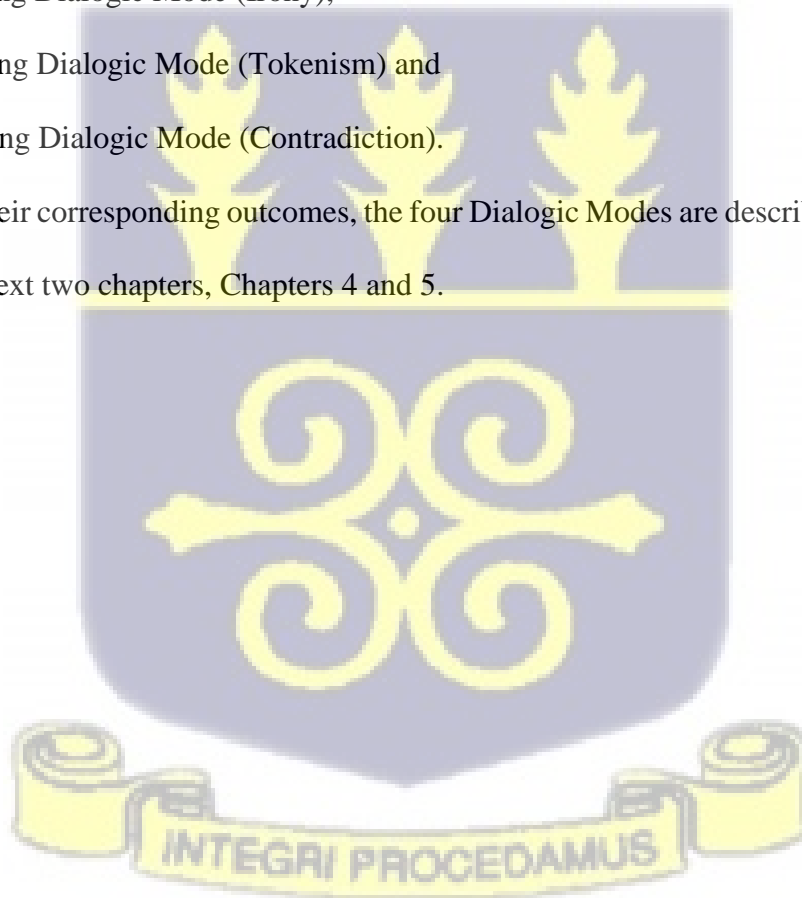 ng Dialogic Mode (Irony),
ng Dialogic Mode (Tokenism) and
ng Dialogic Mode (Contradiction).
eir corresponding outcomes, the four Dialogic Modes are describ
ext two chapters, Chapters 4 and 5.
INTEGRI PROCEDAMUS